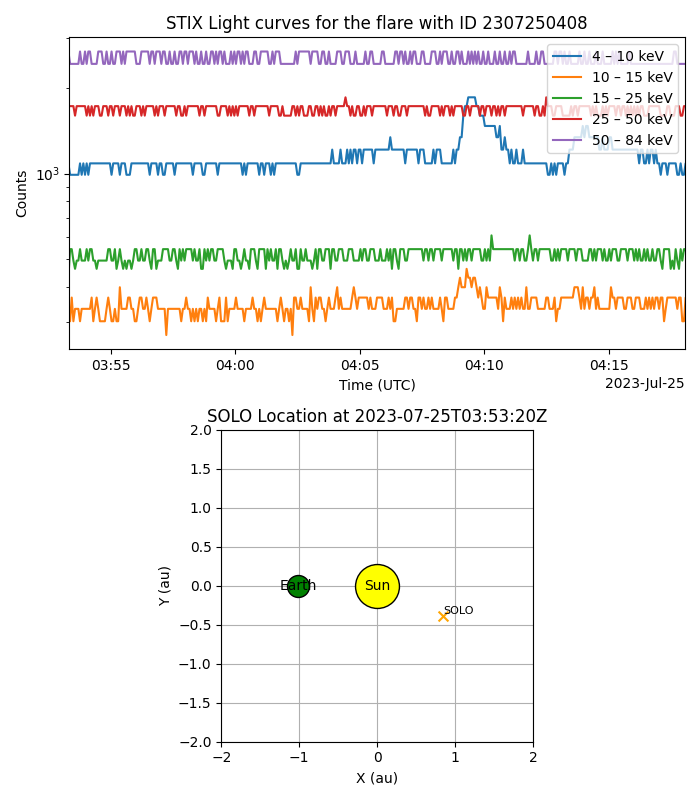 STIX Light curves for the flare with ID 2307250408
4 – 10 keV
10 – 15 keV
15 – 25 keV
25 – 50 keV
50 – 84 keV
10³
Counts
03:55 04:00 04:05 04:10 04:15
Time (UTC)
2023-Jul-25
SOLO Location at 2023-07-25T03:53:20Z
2.0
1.5
1.0
0.5
0.0
−0.5
−1.0
−1.5
−2.0
Y (au)
Earth
Sun
SOLO
−2 −1 0 1 2
X (au)